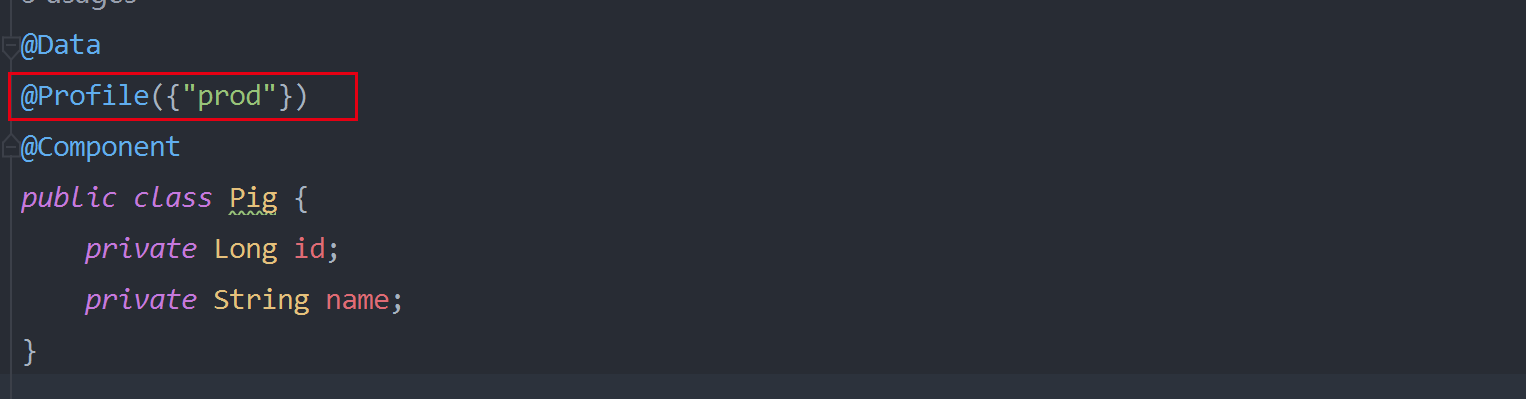 @Data
@Profile({"prod"})
@Component
public class Pig {
    private Long id;
    private String name;
}